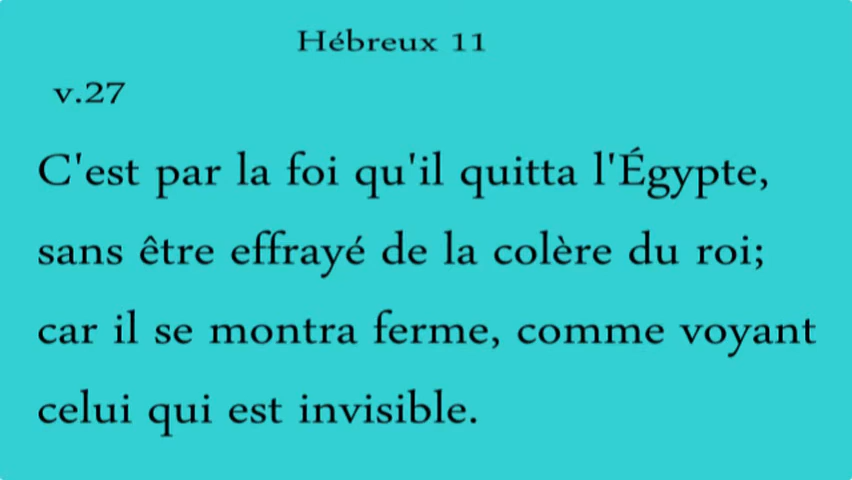 Hébreux 11
v.27
C'est par la foi qu'il quitta l'Égypte,
sans être effrayé de la colère du roi;
car il se montra ferme, comme voyant
celui qui est invisible.